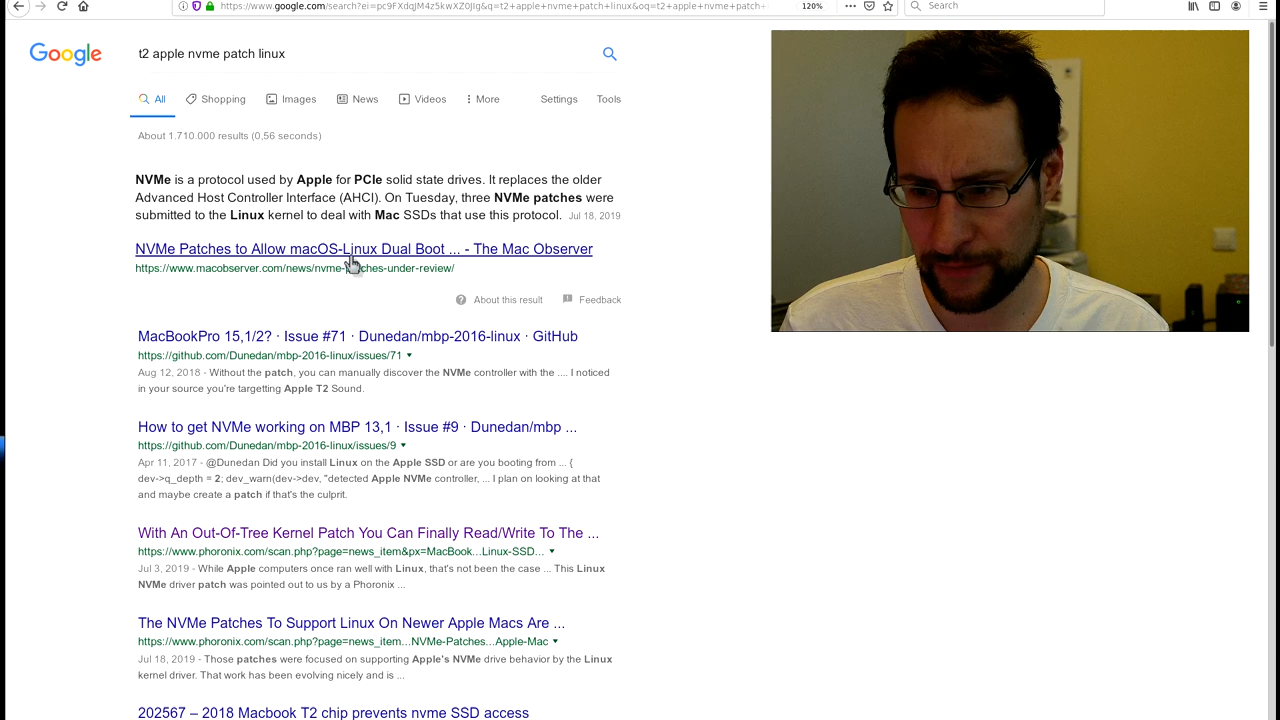 https://www.google.com/search?ei=pc9FXdqJM4z5kwXZ0JIg&q=t2+apple+nvme+patch+linux&oq=t2+apple+nvme+patch+
120%
Search
Google
t2 apple nvme patch linux
All
Shopping
Images
News
Videos
More
Settings
Tools
About 1.710.000 results (0,56 seconds)
NVMe is a protocol used by Apple for PCIe solid state drives. It replaces the older
Advanced Host Controller Interface (AHCI). On Tuesday, three NVMe patches were
submitted to the Linux kernel to deal with Mac SSDs that use this protocol. Jul 18, 2019
NVMe Patches to Allow macOS-Linux Dual Boot ... - The Mac Observer
https://www.macobserver.com/news/nvme-patches-under-review/
About this result
Feedback
MacBookPro 15,1/2? · Issue #71 · Dunedan/mbp-2016-linux · GitHub
https://github.com/Dunedan/mbp-2016-linux/issues/71
Aug 12, 2018 - Without the patch, you can manually discover the NVMe controller with the .... I noticed
in your source you're targetting Apple T2 Sound.
How to get NVMe working on MBP 13,1 · Issue #9 · Dunedan/mbp ...
https://github.com/Dunedan/mbp-2016-linux/issues/9
Apr 11, 2017 - @Dunedan Did you install Linux on the Apple SSD or are you booting from ... {
dev->q_depth = 2; dev_warn(dev->dev, "detected Apple NVMe controller, ... I plan on looking at that
and maybe create a patch if that's the culprit.
With An Out-Of-Tree Kernel Patch You Can Finally Read/Write To The ...
https://www.phoronix.com/scan.php?page=news_item&px=MacBook...Linux-SSD...
Jul 3, 2019 - While Apple computers once ran well with Linux, that's not been the case ... This Linux
NVMe driver patch was pointed out to us by a Phoronix ...
The NVMe Patches To Support Linux On Newer Apple Macs Are ...
https://www.phoronix.com/scan.php?page=news_item...NVMe-Patches...Apple-Mac
Jul 18, 2019 - Those patches were focused on supporting Apple's NVMe drive behavior by the Linux
kernel driver. That work has been evolving nicely and is ...
202567 – 2018 Macbook T2 chip prevents nvme SSD access